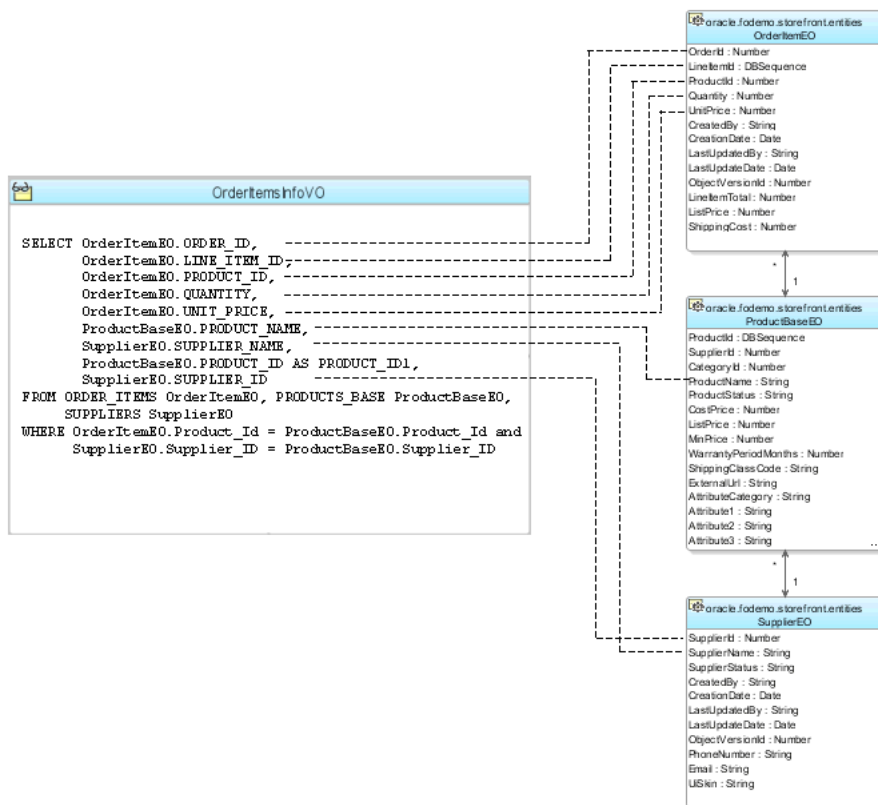 OrderItemsInfoVO
SELECT OrderItemEO.ORDER_ID,
OrderItemEO.LINE_ITEM_ID,
OrderItemEO.PRODUCT_ID,
OrderItemEO.QUANTITY,
OrderItemEO.UNIT_PRICE,
ProductBaseEO.PRODUCT_NAME,
SupplierEO.SUPPLIER_NAME,
ProductBaseEO.PRODUCT_ID AS PRODUCT_ID1,
SupplierEO.SUPPLIER_ID
FROM ORDER_ITEMS OrderItemEO, PRODUCTS_BASE ProductBaseEO,
SUPPLIERS SupplierEO
WHERE OrderItemEO.Product_Id = ProductBaseEO.Product_Id and
SupplierEO.Supplier_ID = ProductBaseEO.Supplier_ID
oracle.fodemo.storefront.entities
OrderItemEO
OrderId : Number
LineItemId : DBSequence
ProductId : Number
Quantity : Number
UnitPrice : Number
CreatedBy : String
CreationDate : Date
LastUpdatedBy : String
LastUpdateDate : Date
ObjectVersionId : Number
LineItemTotal : Number
ListPrice : Number
ShippingCost : Number
*
1
oracle.fodemo.storefront.entities
ProductBaseEO
ProductId : DBSequence
SupplierId : Number
CategoryId : Number
ProductName : String
ProductStatus : String
CostPrice : Number
ListPrice : Number
MinPrice : Number
WarrantyPeriodMonths : Number
ShippingClassCode : String
ExternalUrl : String
AttributeCategory : String
Attribute1 : String
Attribute2 : String
Attribute3 : String
...
*
1
oracle.fodemo.storefront.entities
SupplierEO
SupplierId : Number
SupplierName : String
SupplierStatus : String
CreatedBy : String
CreationDate : Date
LastUpdatedBy : String
LastUpdateDate : Date
ObjectVersionId : Number
PhoneNumber : String
Email : String
UiSkin : String